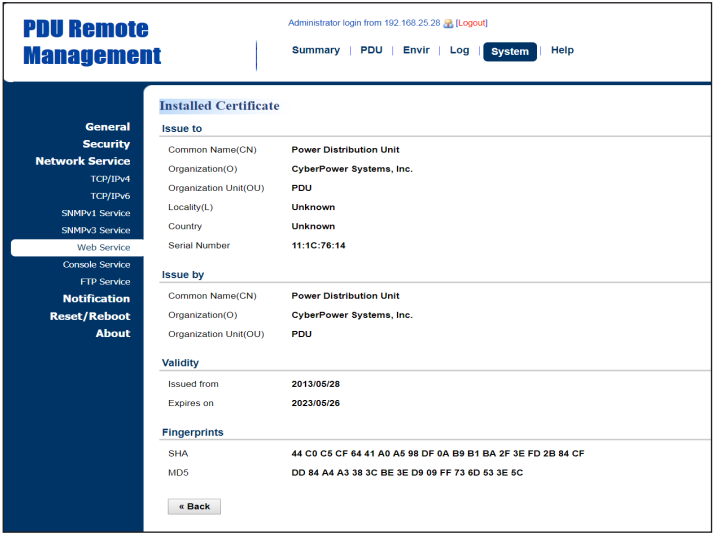 PDU Remote
Management
Administrator login from 192.168.25.28 [Logout]
Summary | PDU | Envir | Log | System | Help
General
Security
Network Service
TCP/IPv4
TCP/IPv6
SNMPv1 Service
SNMPv3 Service
Web Service
Console Service
FTP Service
Notification
Reset/Reboot
About
Installed Certificate
Issue to
Common Name(CN) Power Distribution Unit
Organization(O) CyberPower Systems, Inc.
Organization Unit(OU) PDU
Locality(L) Unknown
Country Unknown
Serial Number 11:1C:76:14
Issue by
Common Name(CN) Power Distribution Unit
Organization(O) CyberPower Systems, Inc.
Organization Unit(OU) PDU
Validity
Issued from 2013/05/28
Expires on 2023/05/26
Fingerprints
SHA 44 C0 C5 CF 64 41 A0 A5 98 DF 0A B9 B1 BA 2F 3E FD 2B 84 CF
MD5 DD 84 A4 A3 38 3C BE 3E D9 09 FF 73 6D 53 3E 5C
« Back